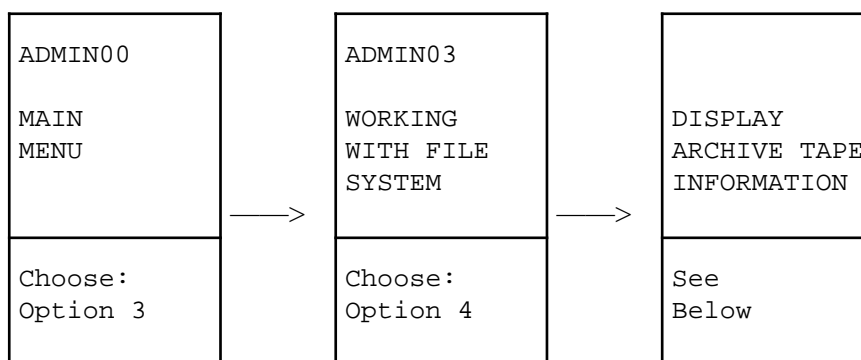 ADMIN00
MAIN
MENU
Choose:
Option 3
ADMIN03
WORKING
WITH FILE
SYSTEM
Choose:
Option 4
DISPLAY
ARCHIVE TAPE
INFORMATION
See
Below